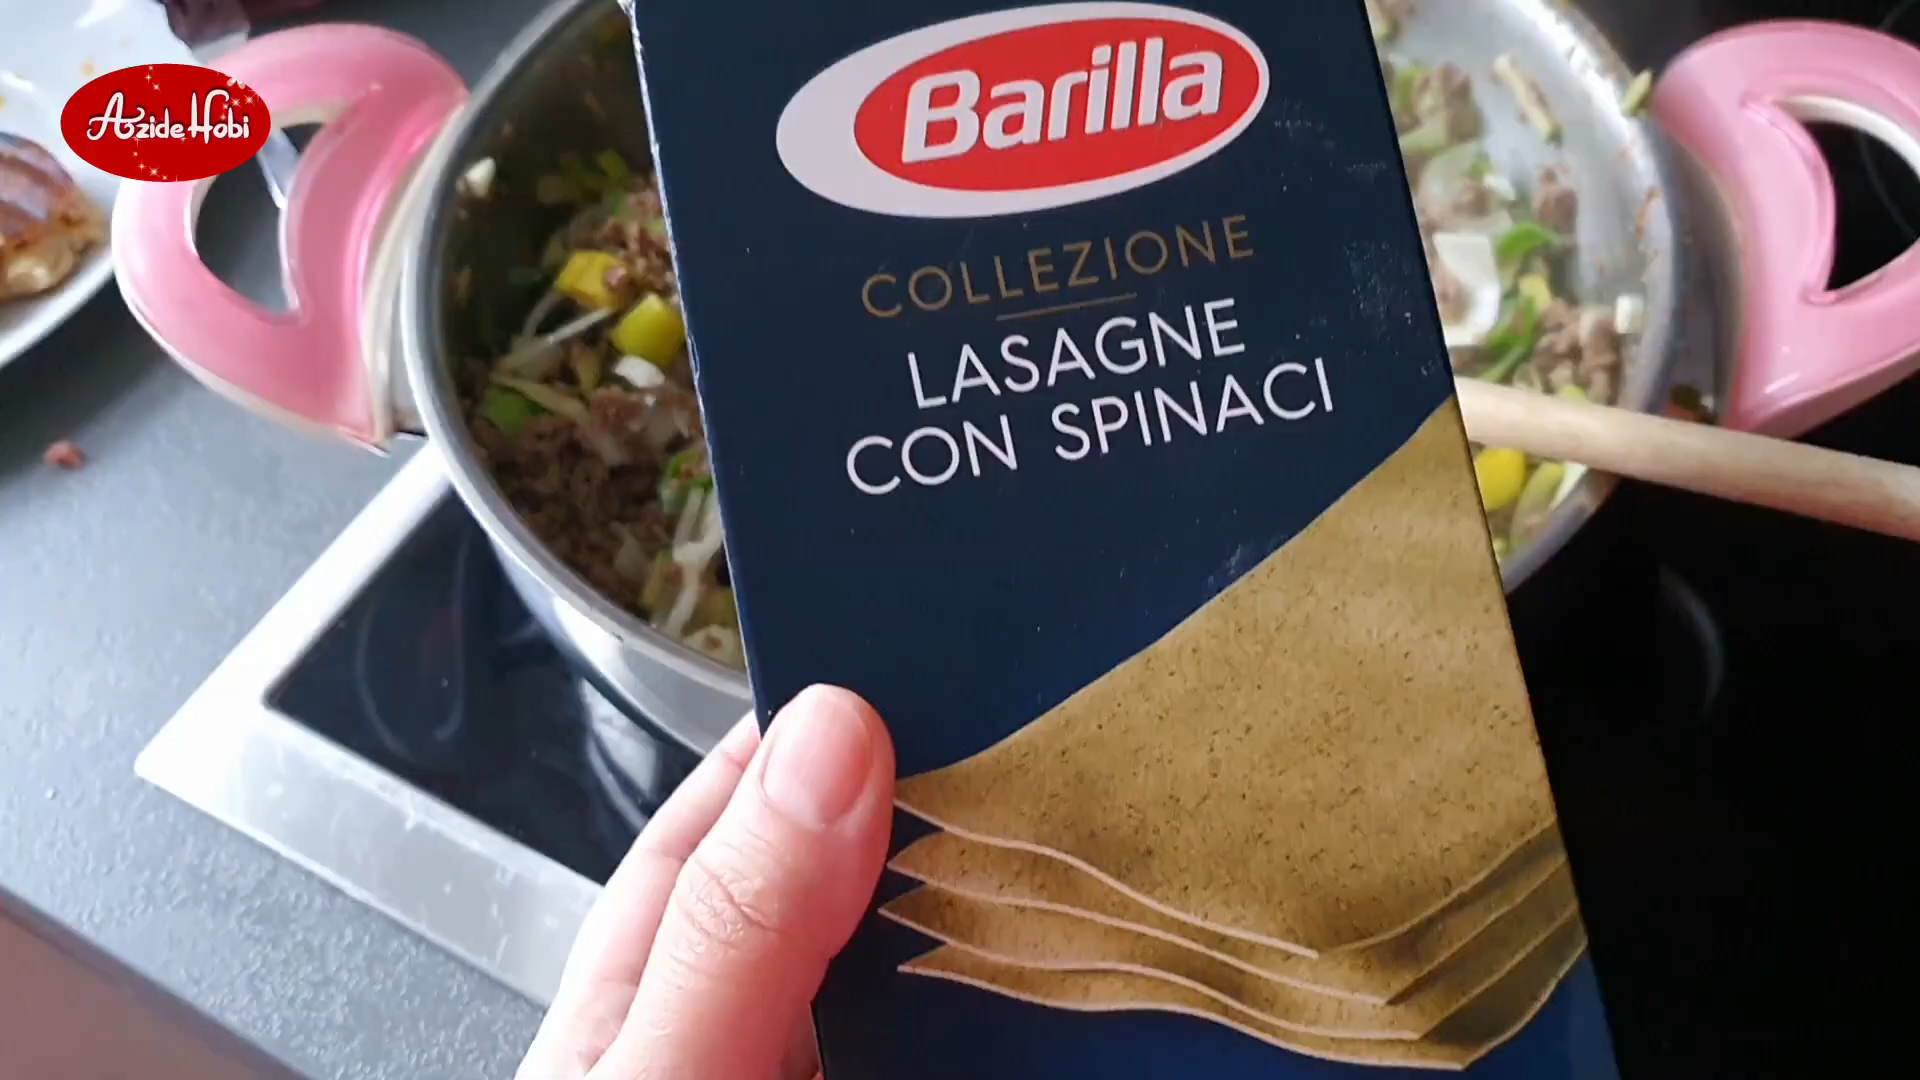 AzideHobi
Barilla
COLLEZIONE
LASAGNE
CON SPINACI